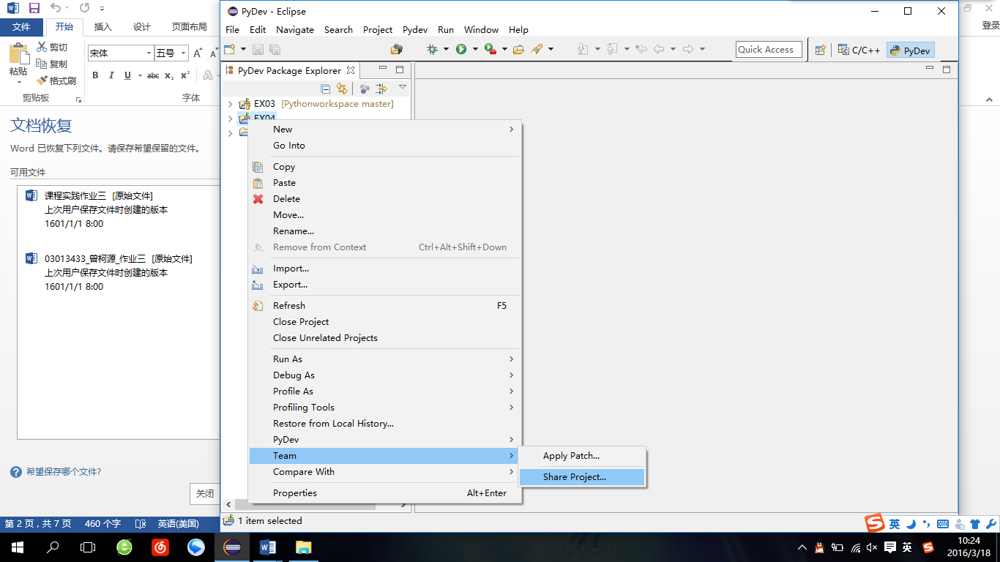 文件
开始
插入
设计
页面布局
粘贴
剪切
复制
格式刷
剪贴板
宋体
五号
B I U abc x₂ x²
字体
文档恢复
Word 已恢复下列文件。请保存希望保留的文件。
可用文件
课程实践作业三 [原始文件]
上次用户保存文件时创建的版本
1601/1/1 8:00
03013433_曾柯源_作业三 [原始文件]
上次用户保存文件时创建的版本
1601/1/1 8:00
希望保存哪个文件?
关闭
第 2 页 , 共 7 页 460 个字 英语(美国)
PyDev - Eclipse
File Edit Navigate Search Project Pydev Run Window Help
Quick Access
C/C++
PyDev
PyDev Package Explorer
EX03 [Pythonworkspace master]
EX04
New
Go Into
Copy
Paste
Delete
Move...
Rename...
Remove from Context Ctrl+Alt+Shift+Down
Import...
Export...
Refresh F5
Close Project
Close Unrelated Projects
Run As
Debug As
Profile As
Profiling Tools
Restore from Local History...
PyDev
Team
Compare With
Properties Alt+Enter
Apply Patch...
Share Project...
1 item selected
登录
英
英
10:24
2016/3/18